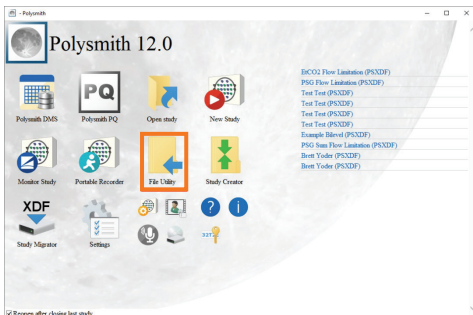 - Polysmith
Polysmith 12.0
PQ
Polysmith DMS
Polysmith PQ
Open study
New Study
Monitor Study
Portable Recorder
File Utility
Study Creator
XDF
Study Migrator
Settings
EtCO2 Flow Limitation (PSXDF)
PSG Flow Limitation (PSXDF)
Test Test (PSXDF)
Test Test (PSXDF)
Test Test (PSXDF)
Test Test (PSXDF)
Example Bilevel (PSXDF)
PSG Sum Flow Limitation (PSXDF)
Brett Yoder (PSXDF)
Brett Yoder (PSXDF)
Reopen after closing last study